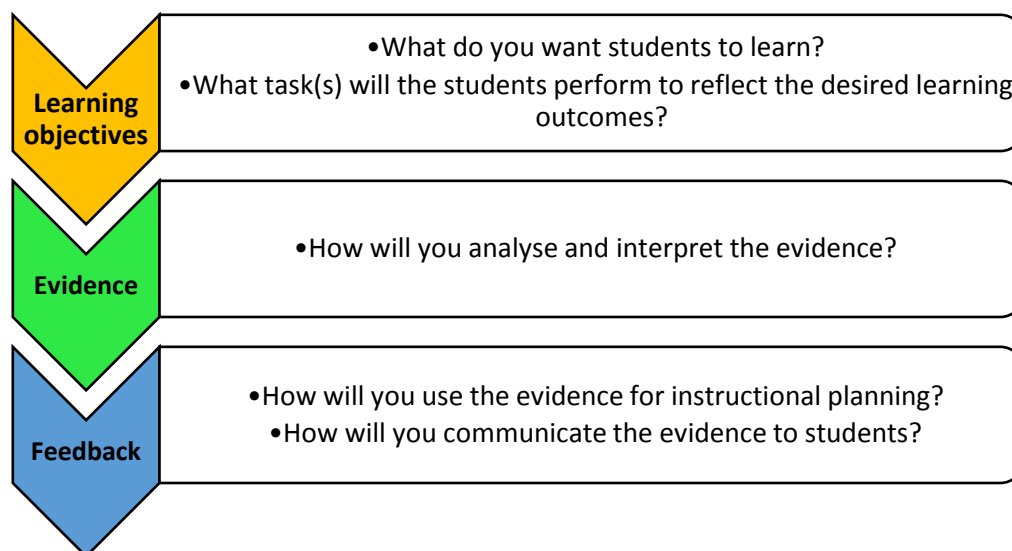 Learning
objectives
•What do you want students to learn?
•What task(s) will the students perform to reflect the desired learning
outcomes?
Evidence
•How will you analyse and interpret the evidence?
Feedback
•How will you use the evidence for instructional planning?
•How will you communicate the evidence to students?